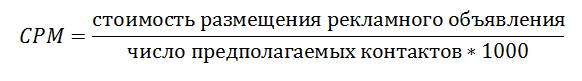 CPM = стоимость размещения рекламного объявления
число предполагаемых контактов * 1000